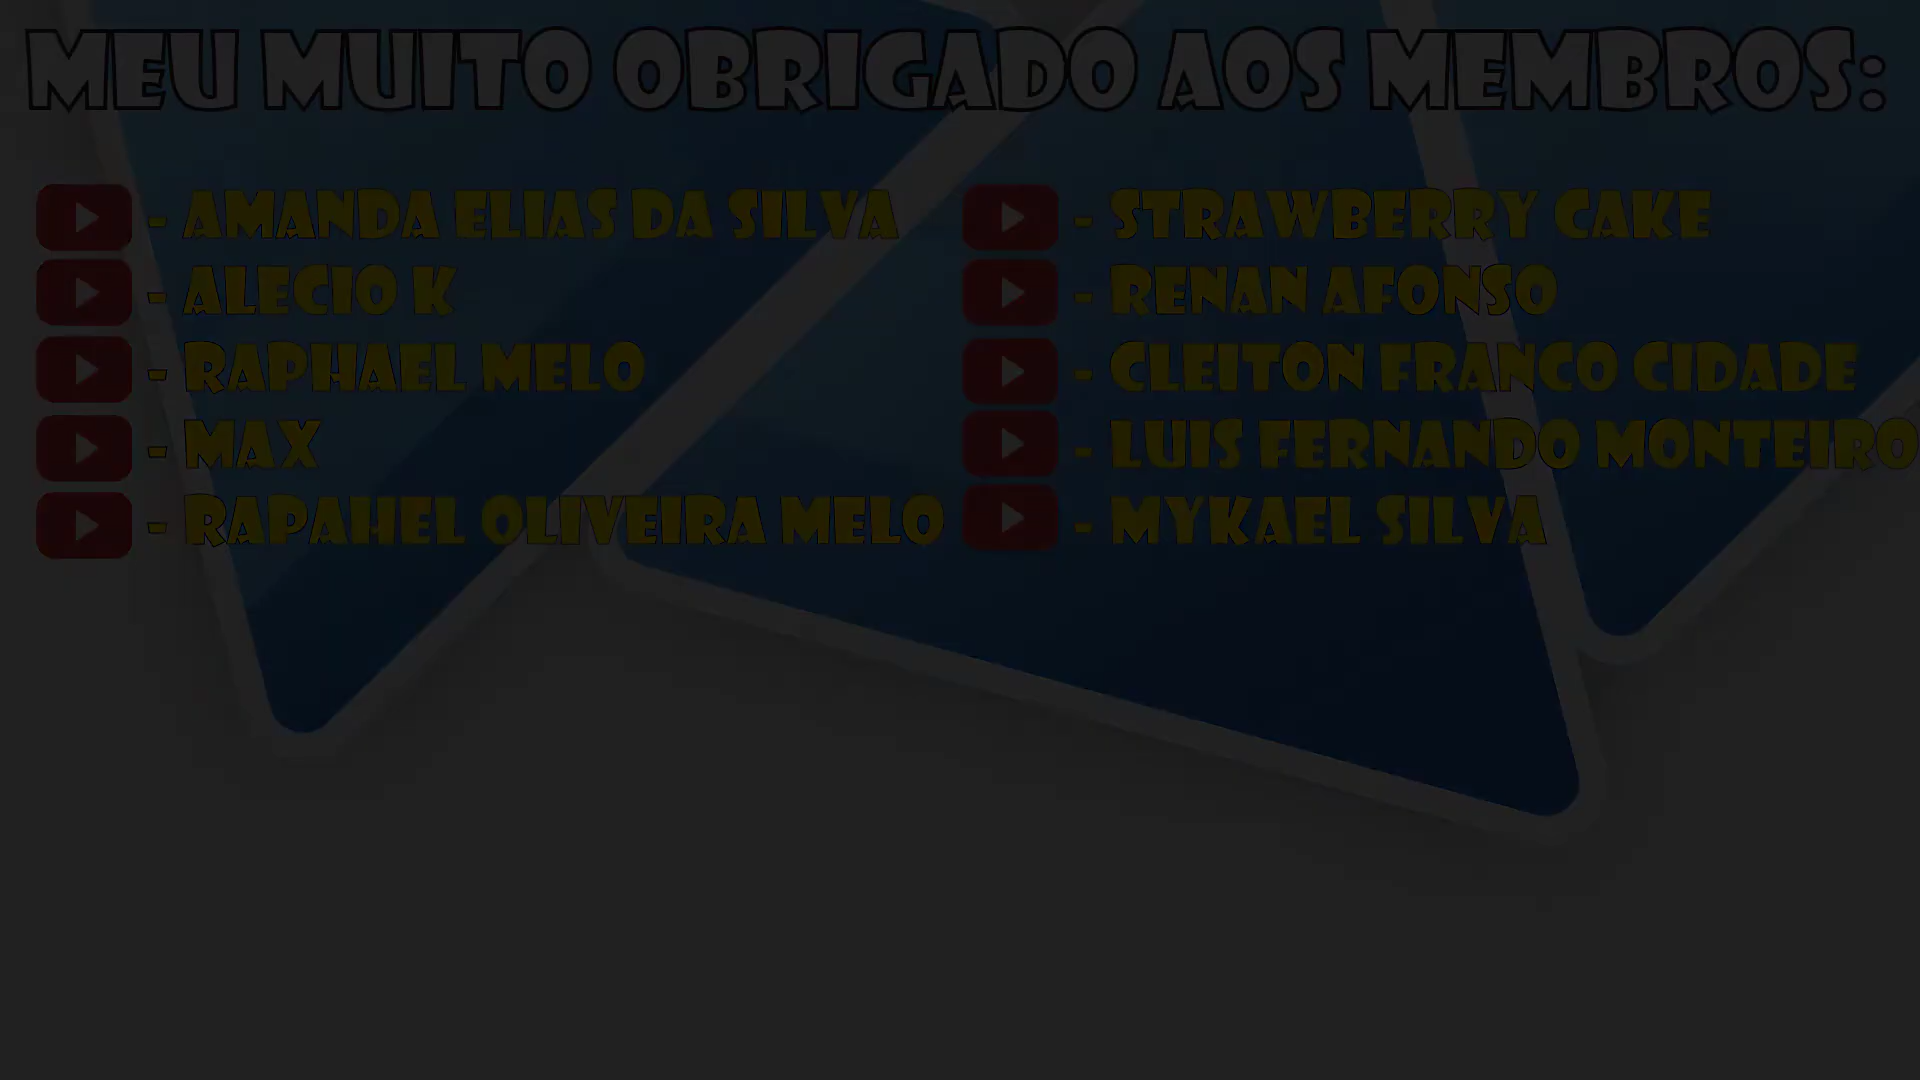 MEU MUITO OBRIGADO AOS MEMBROS:
- AMANDA ELIAS DA SILVA
- ALECIO K
- RAPHAEL MELO
- MAX
- RAPAHEL OLIVEIRA MELO
- STRAWBERRY CAKE
- RENAN AFONSO
- CLEITON FRANCO CIDADE
- LUIS FERNANDO MONTEIRO
- MYKAEL SILVA